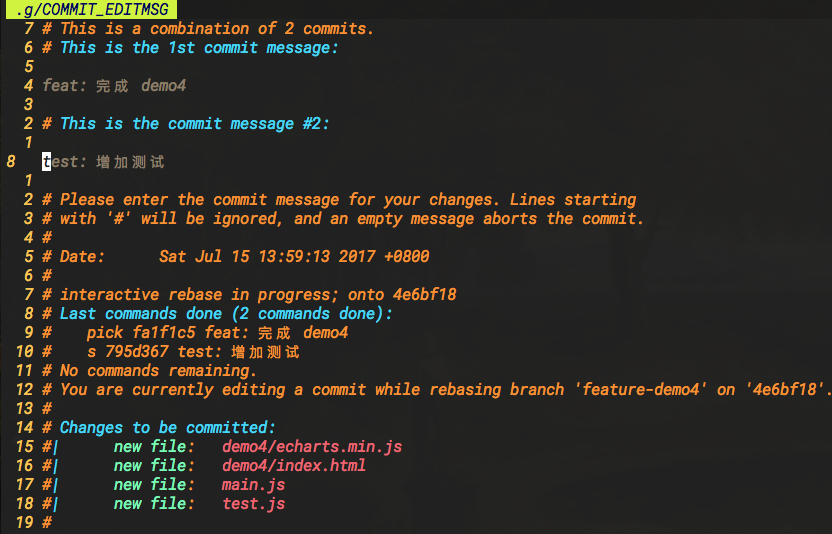 .g/COMMIT_EDITMSG
7 # This is a combination of 2 commits.
6 # This is the 1st commit message:
5
4 feat: 完成 demo4
3
2 # This is the commit message #2:
1
8 test: 增加测试
1
2 # Please enter the commit message for your changes. Lines starting
3 # with '#' will be ignored, and an empty message aborts the commit.
4 #
5 # Date:      Sat Jul 15 13:59:13 2017 +0800
6 #
7 # interactive rebase in progress; onto 4e6bf18
8 # Last commands done (2 commands done):
9 #    pick fa1f1c5 feat: 完成 demo4
10 #    s 795d367 test: 增加测试
11 # No commands remaining.
12 # You are currently editing a commit while rebasing branch 'feature-demo4' on '4e6bf18'.
13 #
14 # Changes to be committed:
15 #|      new file:   demo4/echarts.min.js
16 #|      new file:   demo4/index.html
17 #|      new file:   main.js
18 #|      new file:   test.js
19 #